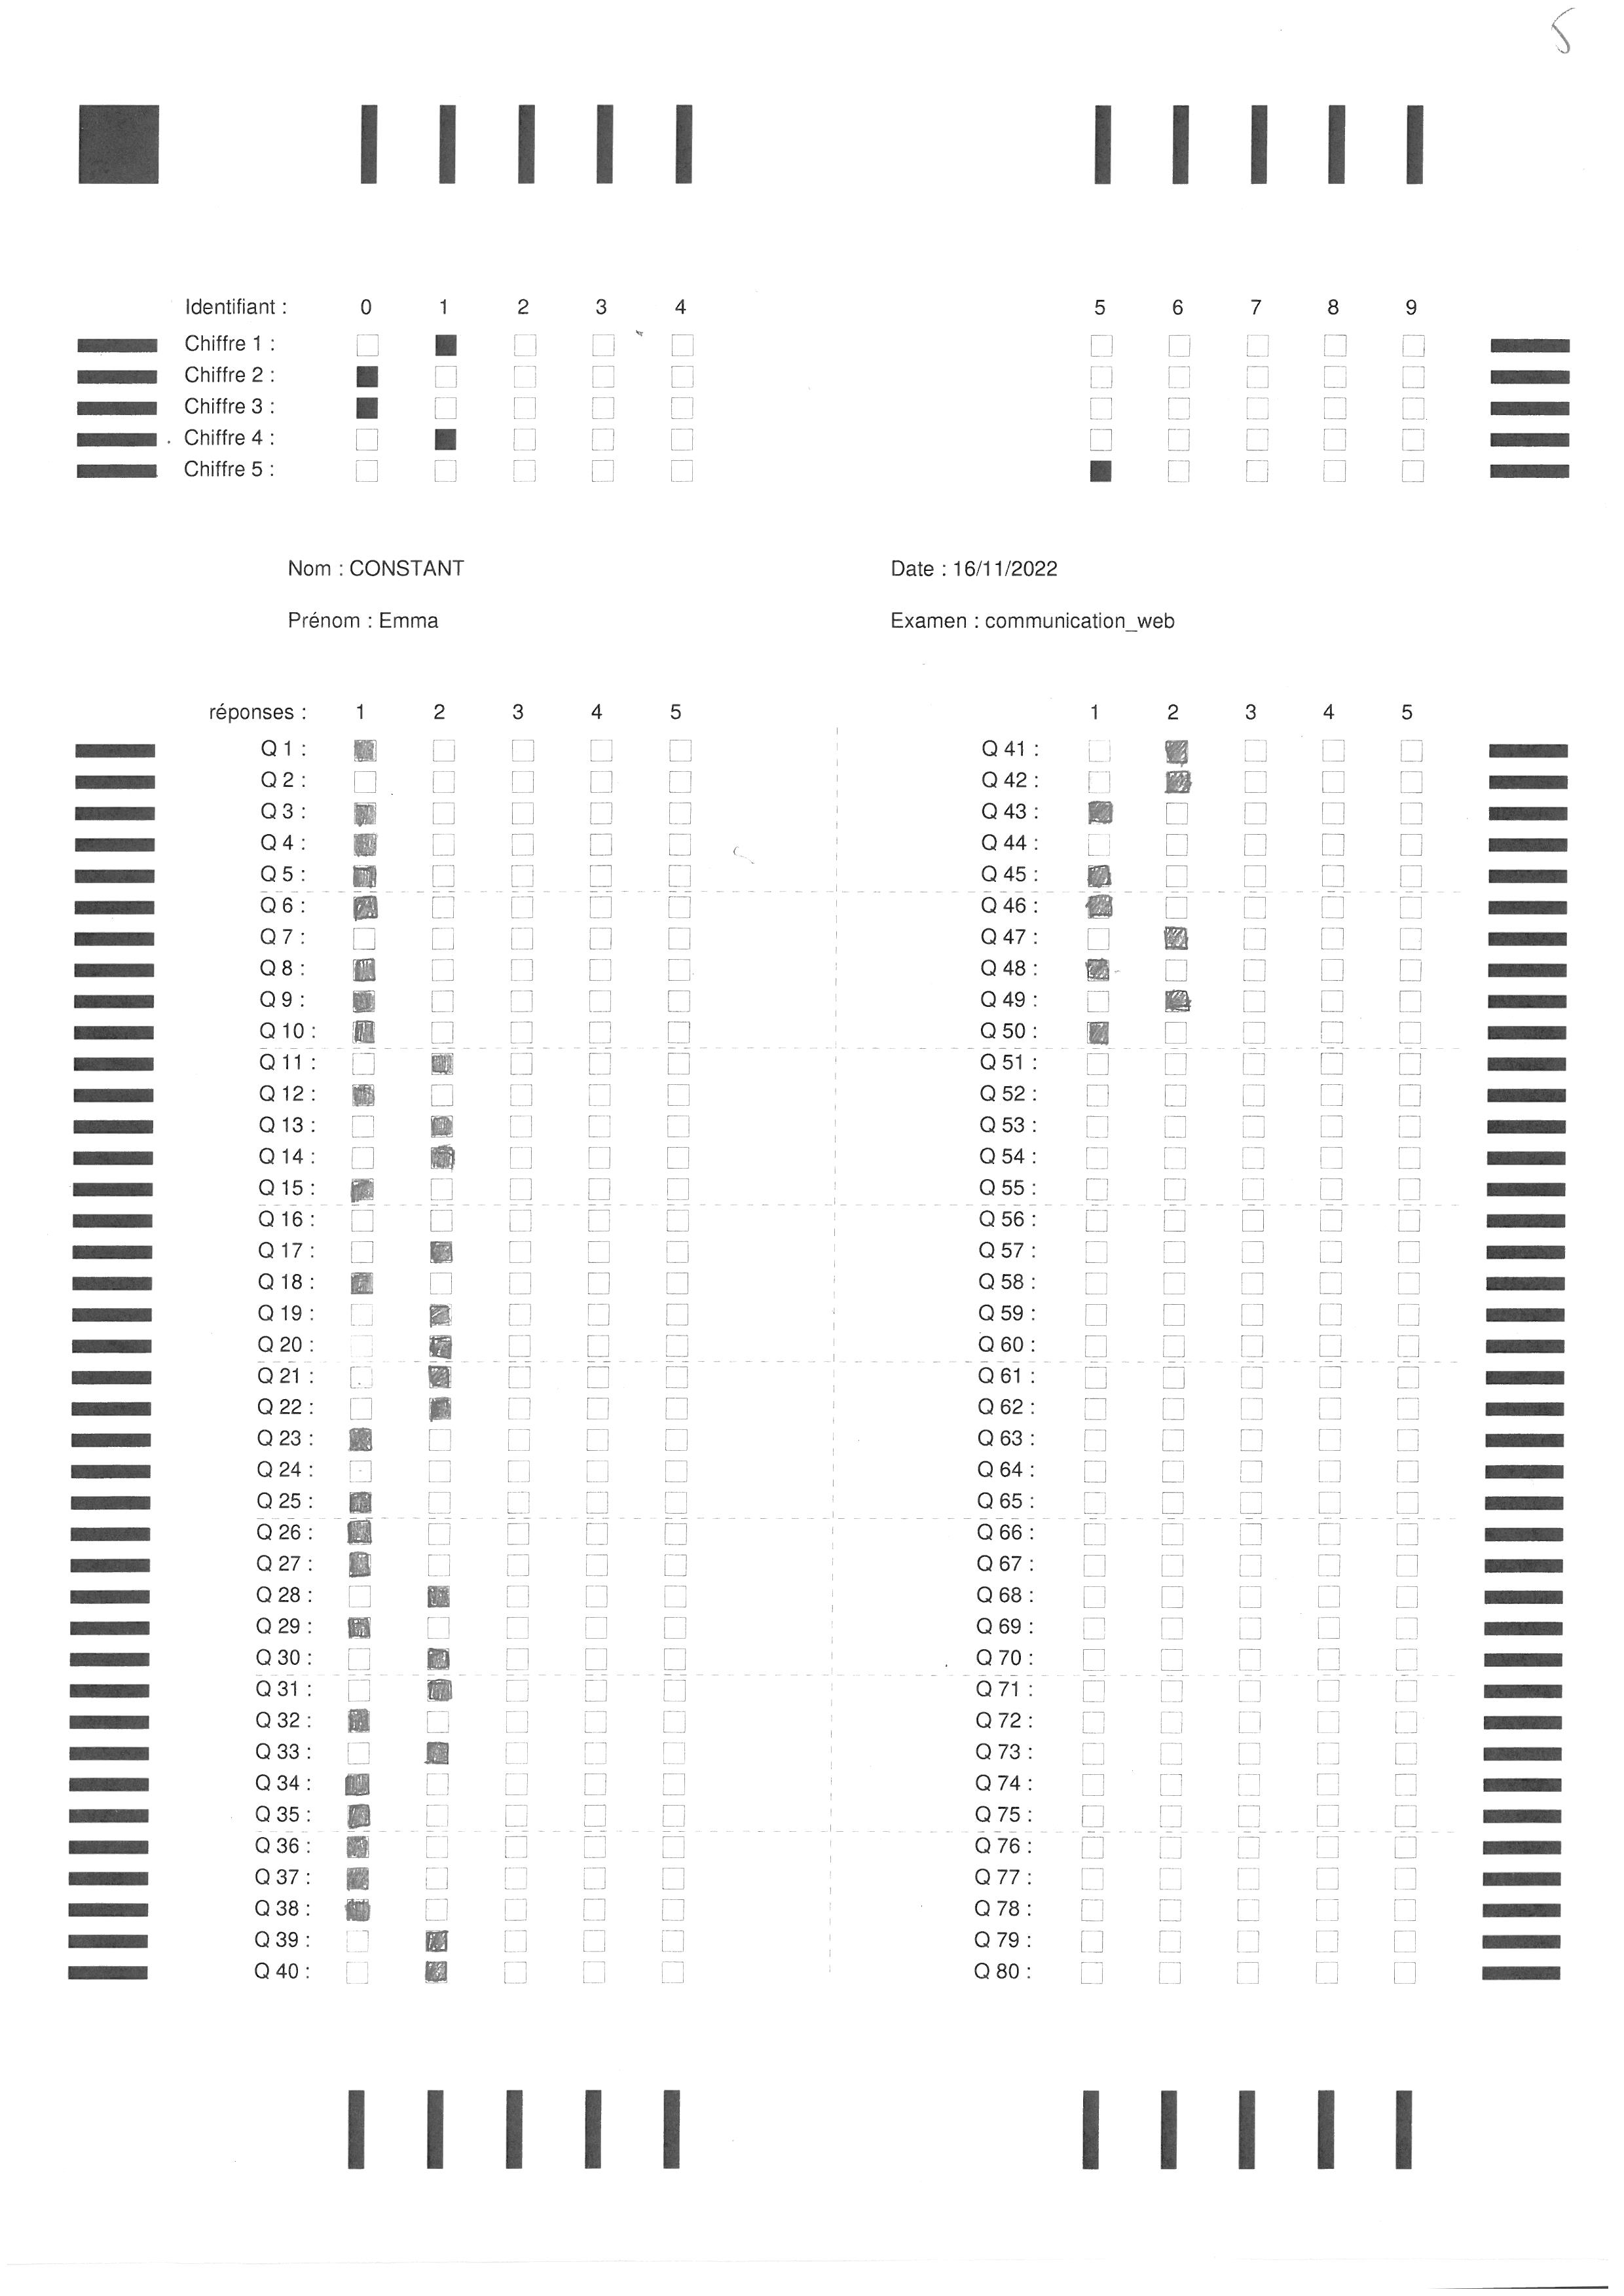 5
Identifiant : 0 1 2 3 4 5 6 7 8 9
Chiffre 1 :
Chiffre 2 :
Chiffre 3 :
Chiffre 4 :
Chiffre 5 :
Nom : CONSTANT Date : 16/11/2022
Prénom : Emma Examen : communication_web
réponses : 1 2 3 4 5 1 2 3 4 5
Q 1 : Q 41 :
Q 2 : Q 42 :
Q 3 : Q 43 :
Q 4 : Q 44 :
Q 5 : Q 45 :
Q 6 : Q 46 :
Q 7 : Q 47 :
Q 8 : Q 48 :
Q 9 : Q 49 :
Q 10 : Q 50 :
Q 11 : Q 51 :
Q 12 : Q 52 :
Q 13 : Q 53 :
Q 14 : Q 54 :
Q 15 : Q 55 :
Q 16 : Q 56 :
Q 17 : Q 57 :
Q 18 : Q 58 :
Q 19 : Q 59 :
Q 20 : Q 60 :
Q 21 : Q 61 :
Q 22 : Q 62 :
Q 23 : Q 63 :
Q 24 : Q 64 :
Q 25 : Q 65 :
Q 26 : Q 66 :
Q 27 : Q 67 :
Q 28 : Q 68 :
Q 29 : Q 69 :
Q 30 : Q 70 :
Q 31 : Q 71 :
Q 32 : Q 72 :
Q 33 : Q 73 :
Q 34 : Q 74 :
Q 35 : Q 75 :
Q 36 : Q 76 :
Q 37 : Q 77 :
Q 38 : Q 78 :
Q 39 : Q 79 :
Q 40 : Q 80 :